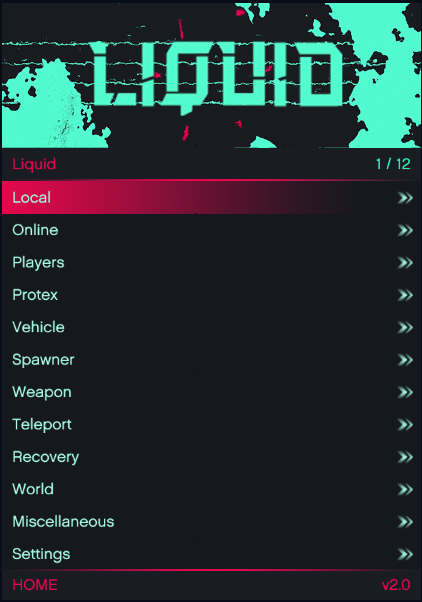 LIQUID
Liquid 1 / 12
Local
Online
Players
Protex
Vehicle
Spawner
Weapon
Teleport
Recovery
World
Miscellaneous
Settings
HOME v2.0